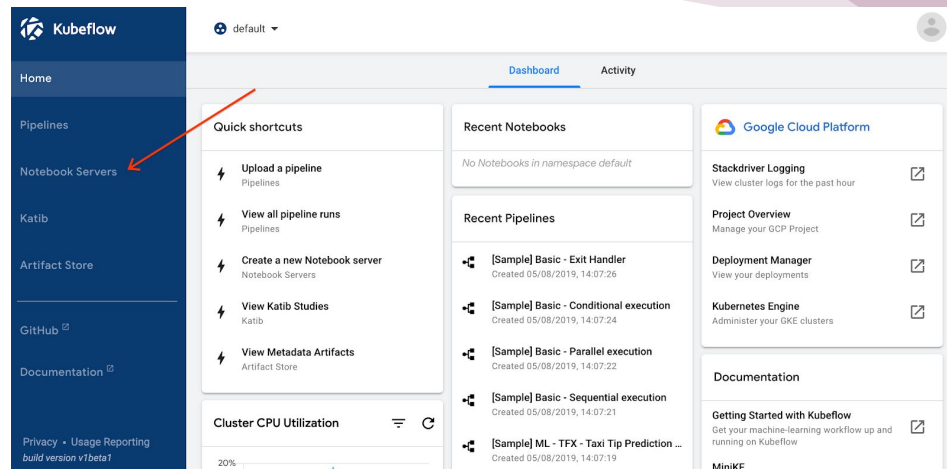 Kubeflow
Home
Pipelines
Notebook Servers
Katib
Artifact Store
GitHub
Documentation
Privacy • Usage Reporting
build version v1beta1
default
Dashboard
Activity
Quick shortcuts
Upload a pipeline
Pipelines
View all pipeline runs
Pipelines
Create a new Notebook server
Notebook Servers
View Katib Studies
Katib
View Metadata Artifacts
Artifact Store
Cluster CPU Utilization
20%
Recent Notebooks
No Notebooks in namespace default
Recent Pipelines
[Sample] Basic - Exit Handler
Created 05/08/2019, 14:07:26
[Sample] Basic - Conditional execution
Created 05/08/2019, 14:07:24
[Sample] Basic - Parallel execution
Created 05/08/2019, 14:07:22
[Sample] Basic - Sequential execution
Created 05/08/2019, 14:07:21
[Sample] ML - TFX - Taxi Tip Prediction ...
Created 05/08/2019, 14:07:19
Google Cloud Platform
Stackdriver Logging
View cluster logs for the past hour
Project Overview
Manage your GCP Project
Deployment Manager
View your deployments
Kubernetes Engine
Administer your GKE clusters
Documentation
Getting Started with Kubeflow
Get your machine-learning workflow up and
running on Kubeflow
MiniKF